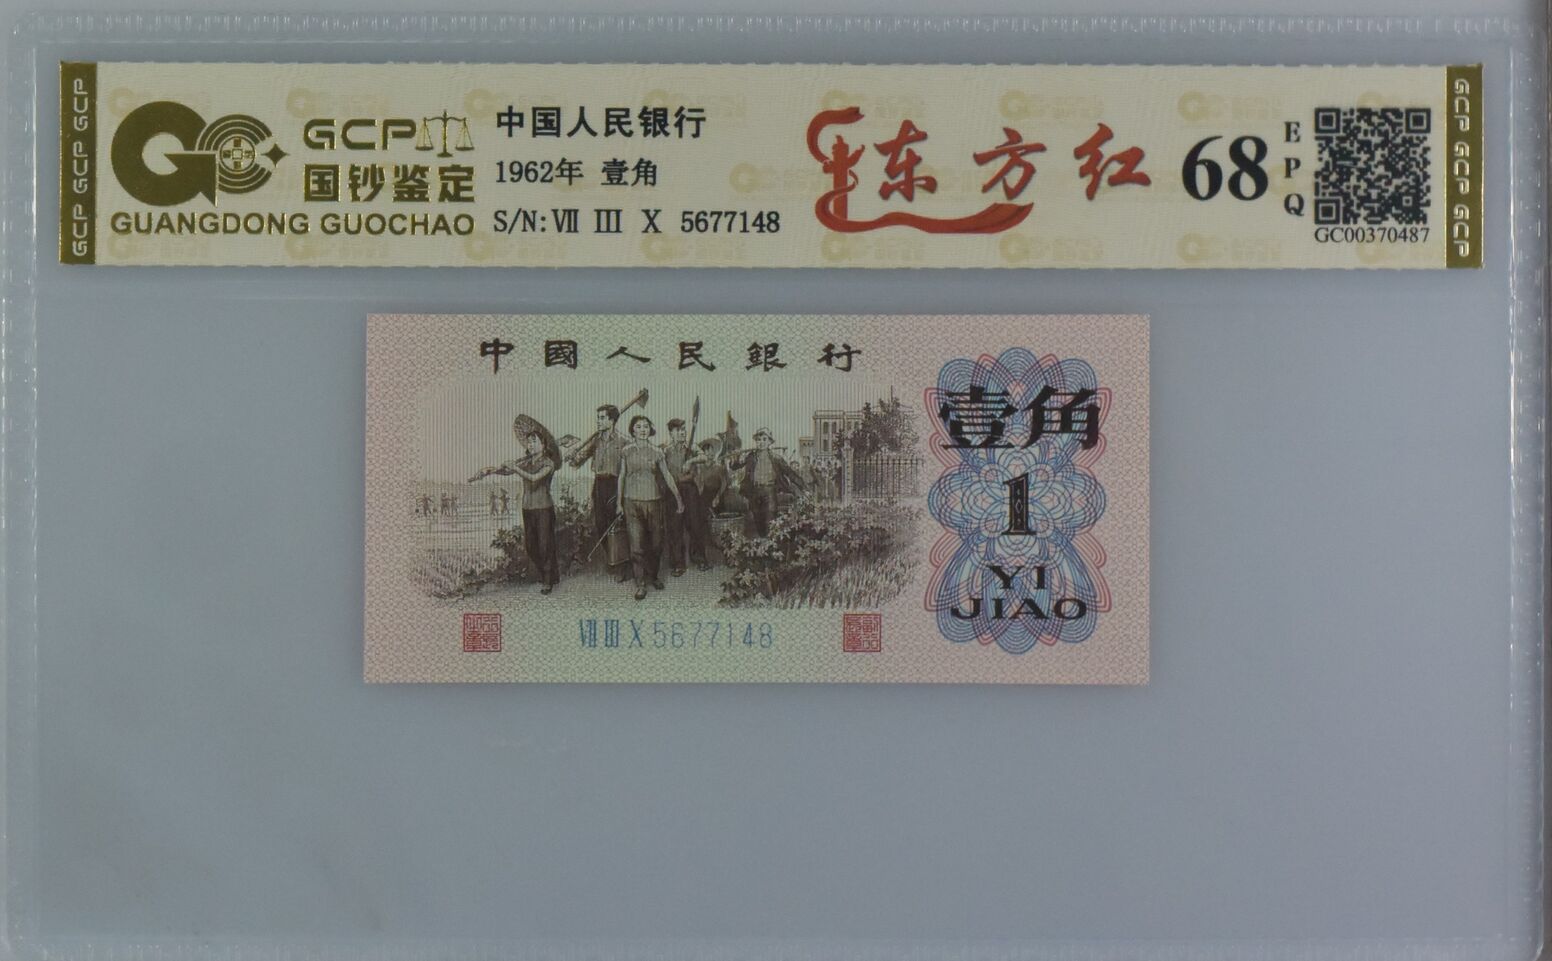 GCP GCP GCP
GCP
国钞鉴定
GUANGDONG GUOCHAO
中国人民银行
1962年 壹角
S/N: Ⅶ Ⅲ Ⅹ 5677148
东方红
68
EPQ
GC00370487
GCP GCP GCP
中國人民銀行
壹角
1
YI
JIAO
Ⅶ Ⅲ Ⅹ 5677148